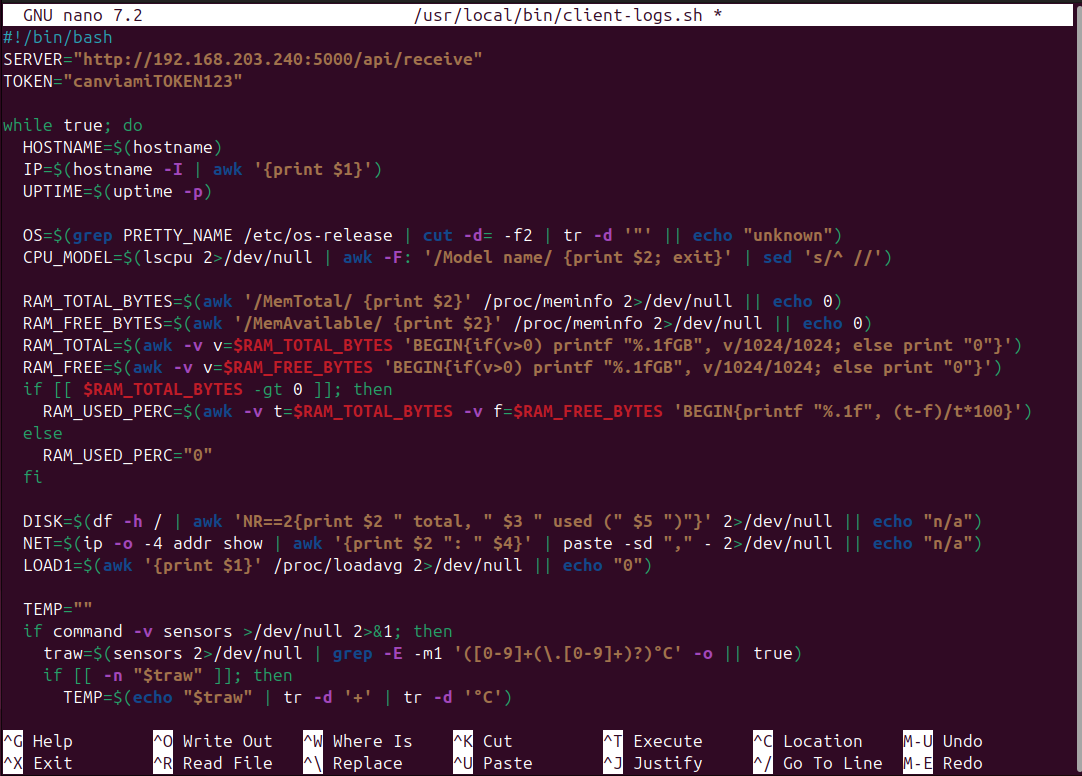 GNU nano 7.2 /usr/local/bin/client-logs.sh *
#!/bin/bash
SERVER="http://192.168.203.240:5000/api/receive"
TOKEN="canviamiTOKEN123"
while true; do
HOSTNAME=$(hostname)
IP=$(hostname -I | awk '{print $1}')
UPTIME=$(uptime -p)
OS=$(grep PRETTY_NAME /etc/os-release | cut -d= -f2 | tr -d '"' || echo "unknown")
CPU_MODEL=$(lscpu 2>/dev/null | awk -F: '/Model name/ {print $2; exit}' | sed 's/^ //')
RAM_TOTAL_BYTES=$(awk '/MemTotal/ {print $2}' /proc/meminfo 2>/dev/null || echo 0)
RAM_FREE_BYTES=$(awk '/MemAvailable/ {print $2}' /proc/meminfo 2>/dev/null || echo 0)
RAM_TOTAL=$(awk -v v=$RAM_TOTAL_BYTES 'BEGIN{if(v>0) printf "%.1fGB", v/1024/1024; else print "0"}')
RAM_FREE=$(awk -v v=$RAM_FREE_BYTES 'BEGIN{if(v>0) printf "%.1fGB", v/1024/1024; else print "0"}')
if [[ $RAM_TOTAL_BYTES -gt 0 ]]; then
RAM_USED_PERC=$(awk -v t=$RAM_TOTAL_BYTES -v f=$RAM_FREE_BYTES 'BEGIN{printf "%.1f", (t-f)/t*100}')
else
RAM_USED_PERC="0"
fi
DISK=$(df -h / | awk 'NR==2{print $2 " total, " $3 " used (" $5 ")"}' 2>/dev/null || echo "n/a")
NET=$(ip -o -4 addr show | awk '{print $2 ": " $4}' | paste -sd "," - 2>/dev/null || echo "n/a")
LOAD1=$(awk '{print $1}' /proc/loadavg 2>/dev/null || echo "0")
TEMP=""
if command -v sensors >/dev/null 2>&1; then
traw=$(sensors 2>/dev/null | grep -E -m1 '([0-9]+(\.[0-9]+)?)°C' -o || true)
if [[ -n "$traw" ]]; then
TEMP=$(echo "$traw" | tr -d '+' | tr -d '°C')
^G Help ^O Write Out ^W Where Is ^K Cut ^T Execute ^C Location M-U Undo
^X Exit ^R Read File ^\ Replace ^U Paste ^J Justify ^/ Go To Line M-E Redo